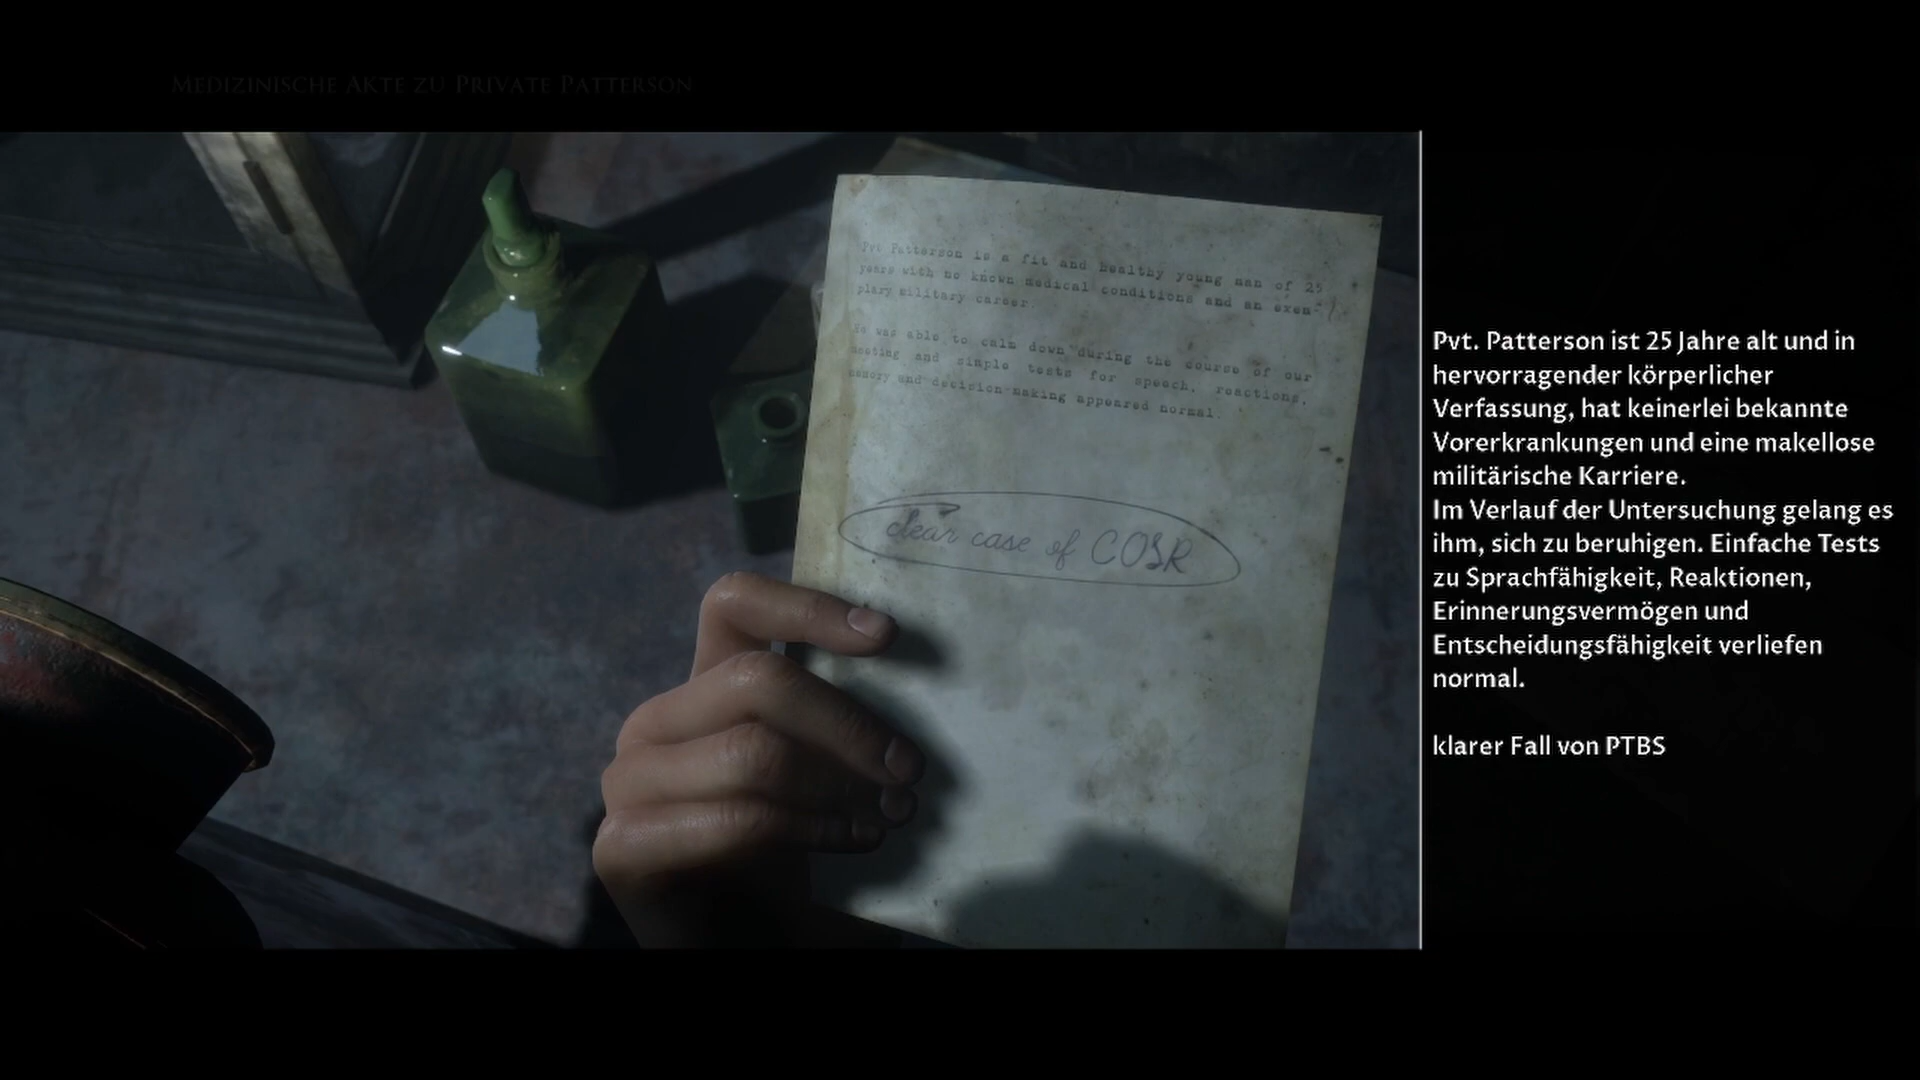 MEDIZINISCHE AKTE ZU PRIVATE PATTERSON
Pvt Patterson is a fit and healthy young man of 25
years with no known medical conditions and an exem-
plary military career.
He was able to calm down during the course of our
meeting and simple tests for speech, reactions,
memory and decision-making appeared normal.
clear case of COSR
Pvt. Patterson ist 25 Jahre alt und in
hervorragender körperlicher
Verfassung, hat keinerlei bekannte
Vorerkrankungen und eine makellose
militärische Karriere.
Im Verlauf der Untersuchung gelang es
ihm, sich zu beruhigen. Einfache Tests
zu Sprachfähigkeit, Reaktionen,
Erinnerungsvermögen und
Entscheidungsfähigkeit verliefen
normal.
klarer Fall von PTBS